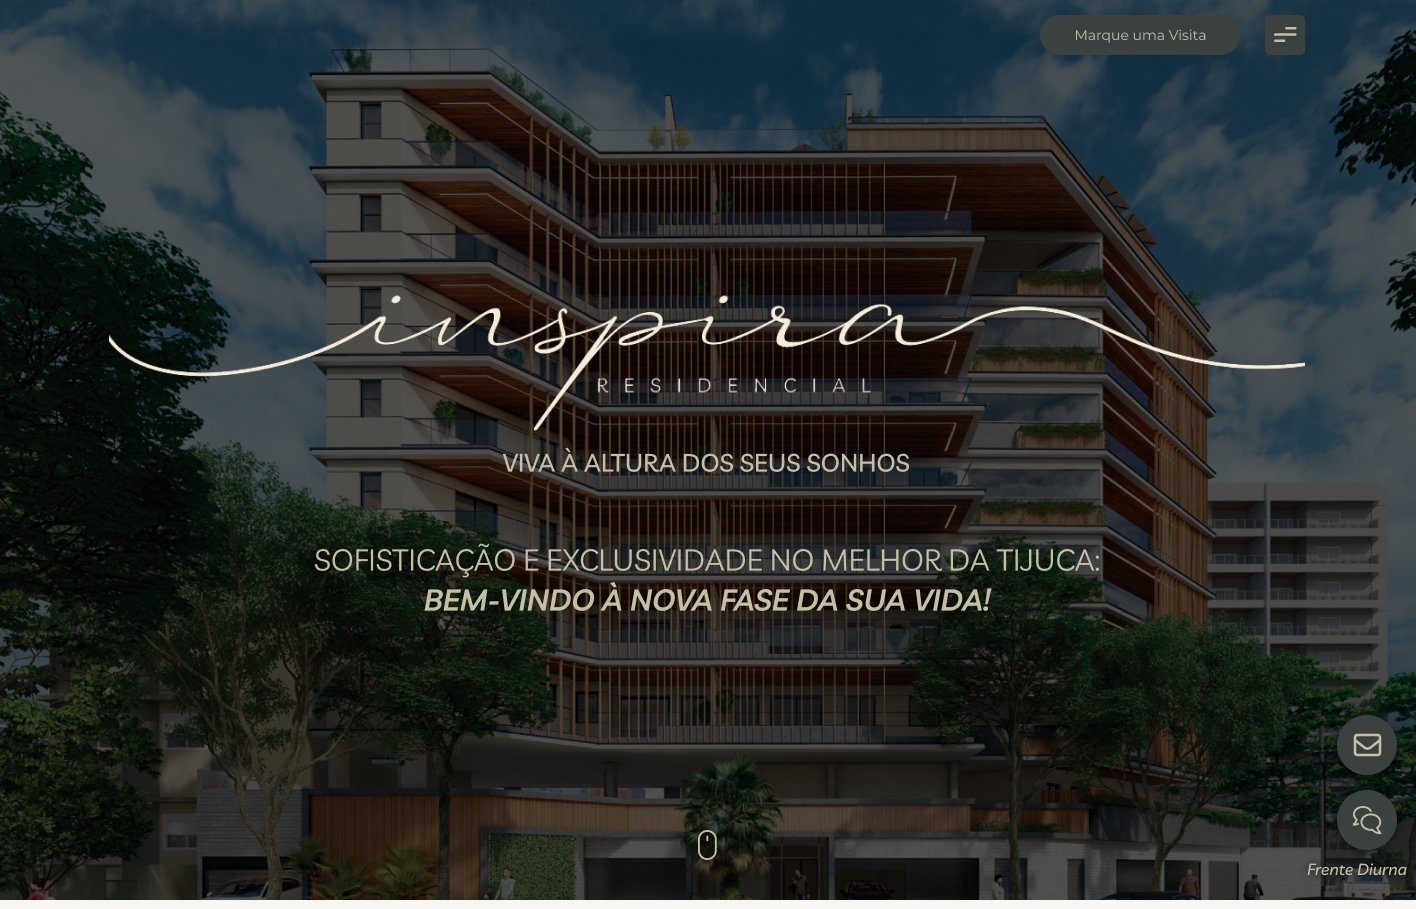 Marque uma Visita
inspira
RESIDENCIAL
VIVA À ALTURA DOS SEUS SONHOS
SOFISTICAÇÃO E EXCLUSIVIDADE NO MELHOR DA TIJUCA:
BEM-VINDO À NOVA FASE DA SUA VIDA!
Frente Diurna